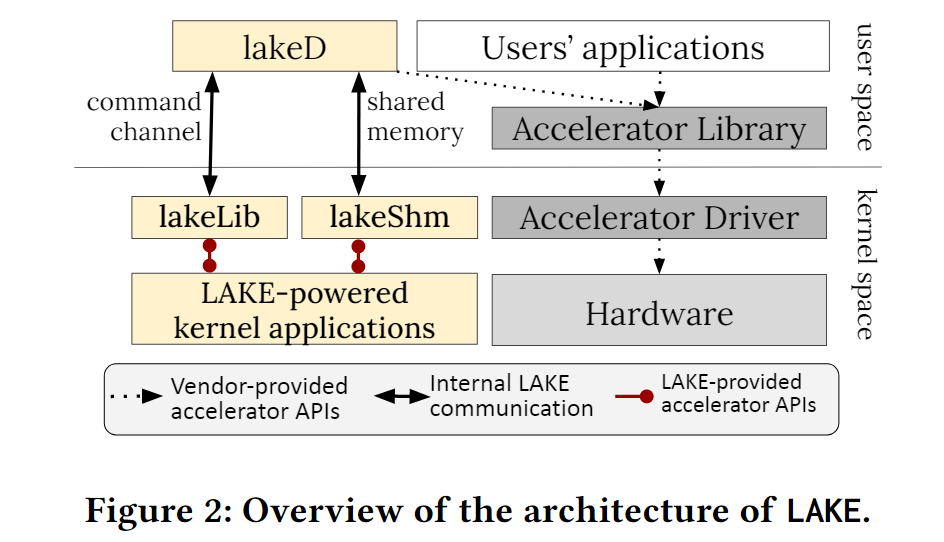 lakeD
Users' applications
user space
command
channel
shared
memory
Accelerator Library
lakeLib
lakeShm
Accelerator Driver
kernel space
LAKE-powered
kernel applications
Hardware
Vendor-provided
accelerator APIs
Internal LAKE
communication
LAKE-provided
accelerator APIs
Figure 2: Overview of the architecture of LAKE.